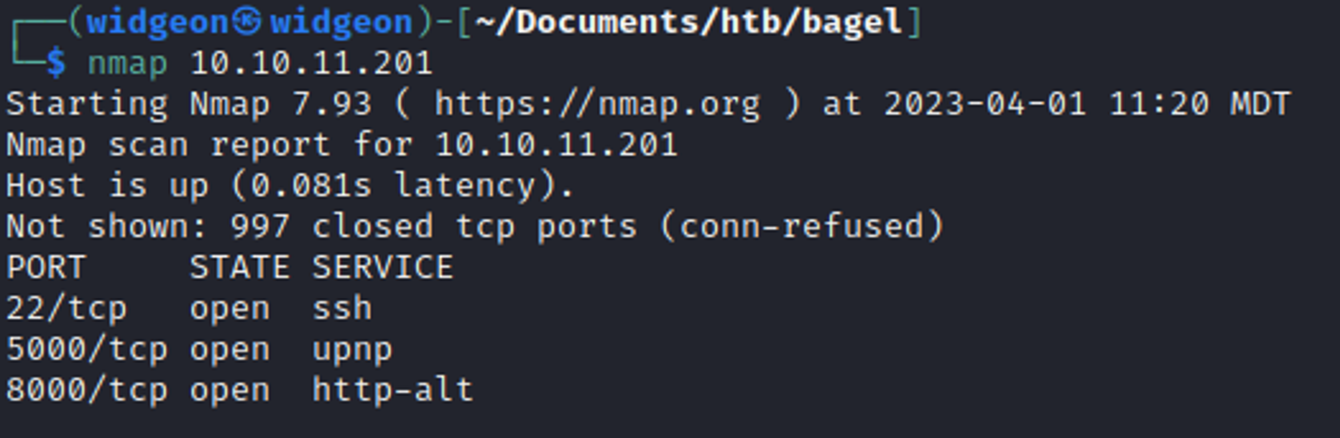 ┌──(widgeon㉿widgeon)-[~/Documents/htb/bagel]
└─$ nmap 10.10.11.201
Starting Nmap 7.93 ( https://nmap.org ) at 2023-04-01 11:20 MDT
Nmap scan report for 10.10.11.201
Host is up (0.081s latency).
Not shown: 997 closed tcp ports (conn-refused)
PORT     STATE SERVICE
22/tcp   open  ssh
5000/tcp open  upnp
8000/tcp open  http-alt